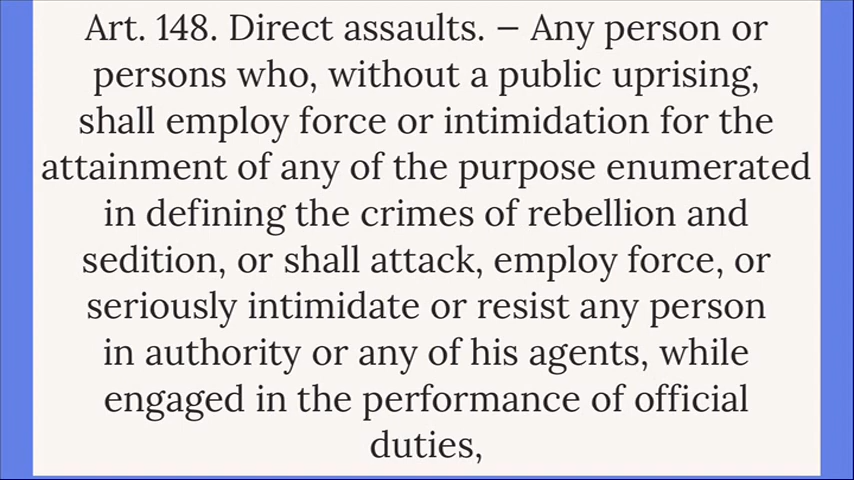 Art. 148. Direct assaults. — Any person or
persons who, without a public uprising,
shall employ force or intimidation for the
attainment of any of the purpose enumerated
in defining the crimes of rebellion and
sedition, or shall attack, employ force, or
seriously intimidate or resist any person
in authority or any of his agents, while
engaged in the performance of official
duties,